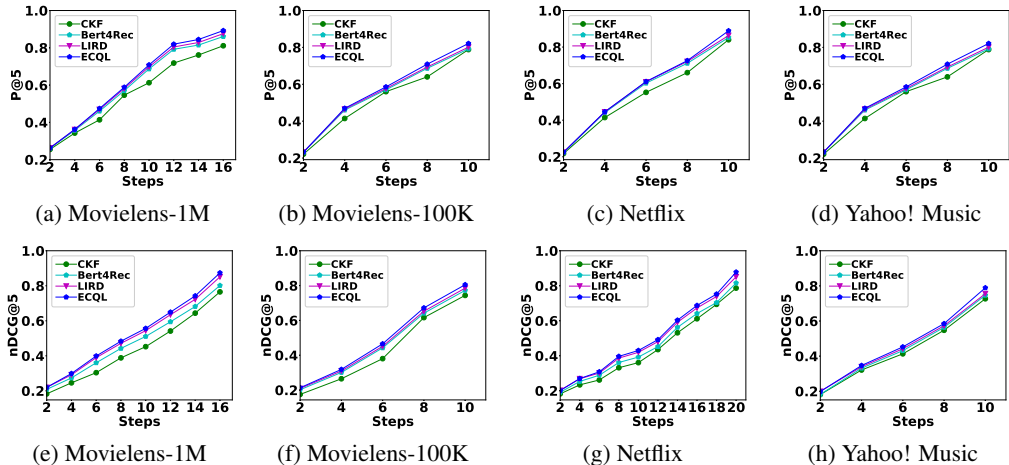 1.0
0.8
0.6
0.4
0.2
P@5
CKF
Bert4Rec
LIRD
ECQL
2 4 6 8 10 12 14 16
Steps
(a) Movielens-1M
1.0
0.8
0.6
0.4
0.2
P@5
CKF
Bert4Rec
LIRD
ECQL
2 4 6 8 10
Steps
(b) Movielens-100K
1.0
0.8
0.6
0.4
0.2
P@5
CKF
Bert4Rec
LIRD
ECQL
2 4 6 8 10
Steps
(c) Netflix
1.0
0.8
0.6
0.4
0.2
P@5
CKF
Bert4Rec
LIRD
ECQL
2 4 6 8 10
Steps
(d) Yahoo! Music
1.0
0.8
0.6
0.4
0.2
nDCG@5
CKF
Bert4Rec
LIRD
ECQL
2 4 6 8 10 12 14 16
Steps
(e) Movielens-1M
1.0
0.8
0.6
0.4
0.2
nDCG@5
CKF
Bert4Rec
LIRD
ECQL
2 4 6 8 10
Steps
(f) Movielens-100K
1.0
0.8
0.6
0.4
0.2
nDCG@5
CKF
Bert4Rec
LIRD
ECQL
2 4 6 8 10 12 14 16 18 20
Steps
(g) Netflix
1.0
0.8
0.6
0.4
0.2
nDCG@5
CKF
Bert4Rec
LIRD
ECQL
2 4 6 8 10
Steps
(h) Yahoo! Music